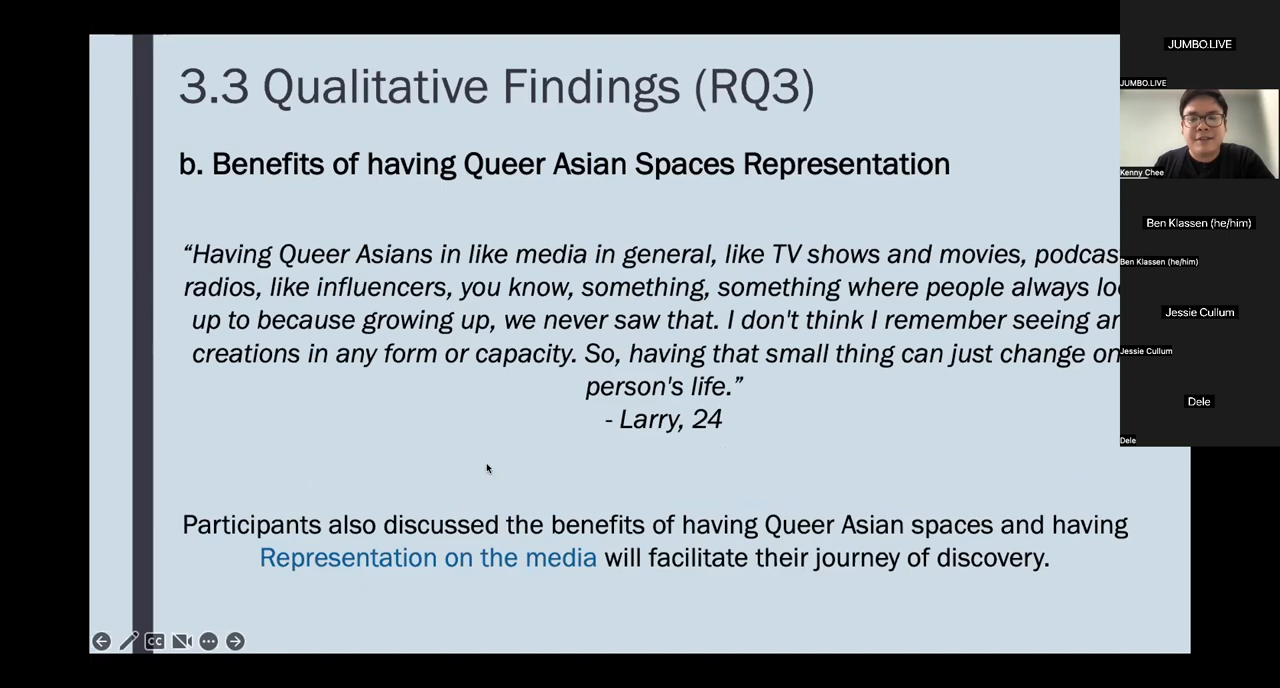 3.3 Qualitative Findings (RQ3)
b. Benefits of having Queer Asian Spaces Representation
“Having Queer Asians in like media in general, like TV shows and movies,
radios, like influencers, you know, something, something where people always
up to because growing up, we never saw that. I don't think I remember seeing
creations in any form or capacity. So, having that small thing can just change
person's life.”
- Larry, 24
Participants also discussed the benefits of having Queer Asian spaces and having
Representation on the media will facilitate their journey of discovery.
CC
JUMBO.LIVE
JUMBO.LIVE
Kenny Chee
Ben Klassen (he/him)
Ben Klassen (he/him)
Jessie Cullum
Jessie Cullum
Dele
Dele